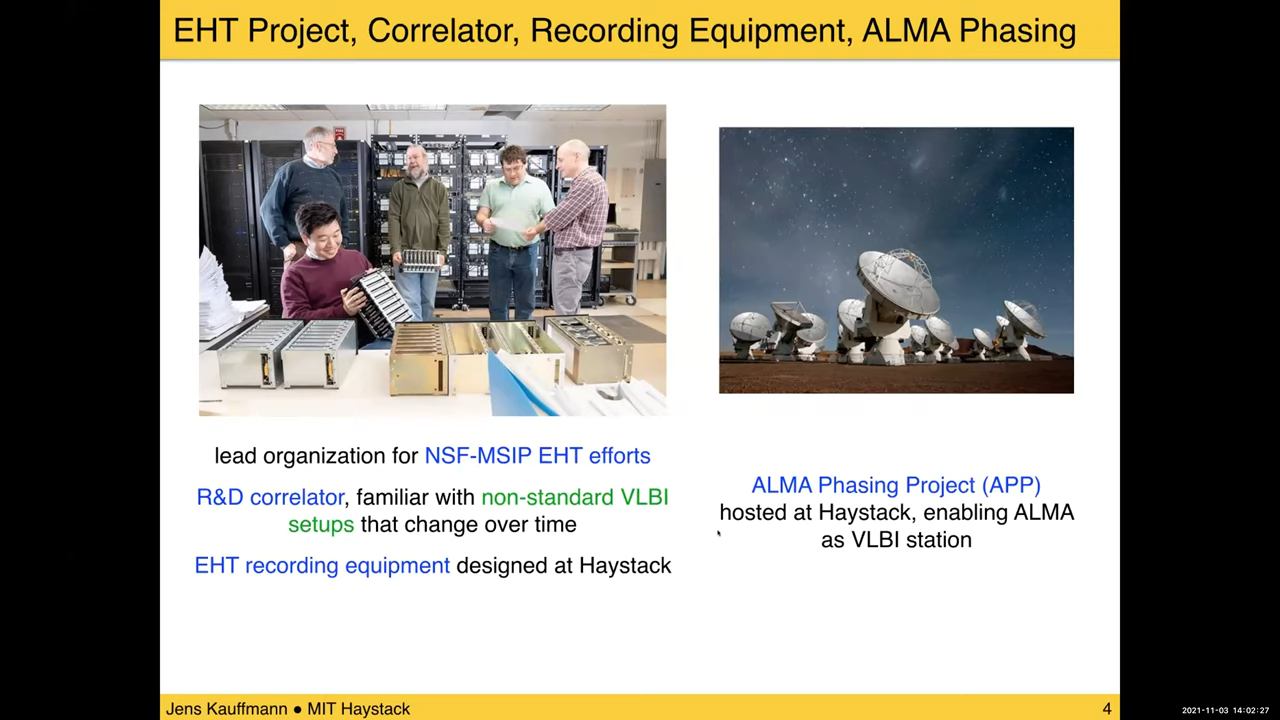 EHT Project, Correlator, Recording Equipment, ALMA Phasing
lead organization for NSF-MSIP EHT efforts
R&D correlator, familiar with non-standard VLBI
setups that change over time
EHT recording equipment designed at Haystack
ALMA Phasing Project (APP)
hosted at Haystack, enabling ALMA
as VLBI station
Jens Kauffmann ● MIT Haystack
4
2021-11-03 14:02:27